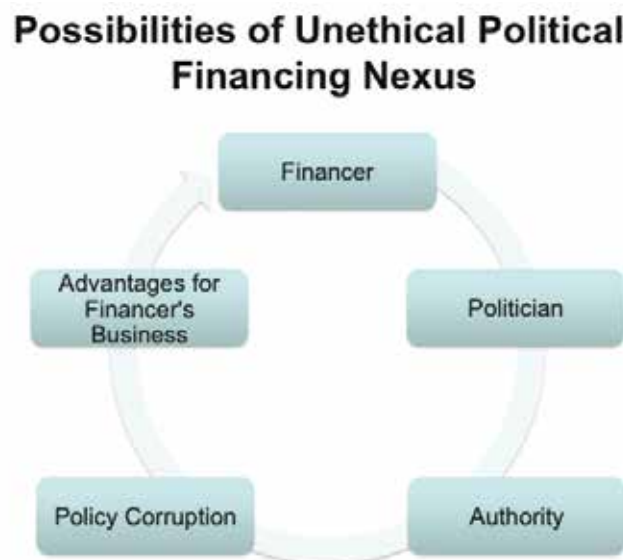 Possibilities of Unethical Political
Financing Nexus
Financer
Advantages for
Financer's
Business
Politician
Policy Corruption
Authority